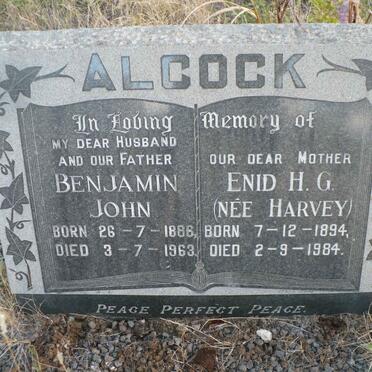 ALCOCK
In Loving Memory of
MY DEAR HUSBAND
AND OUR FATHER
BENJAMIN
JOHN
BORN 26-7-1886,
DIED 3-7-1963.
OUR DEAR MOTHER
ENID H. G.
(NÉE HARVEY)
BORN 7-12-1894,
DIED 2-9-1984.
PEACE PERFECT PEACE.